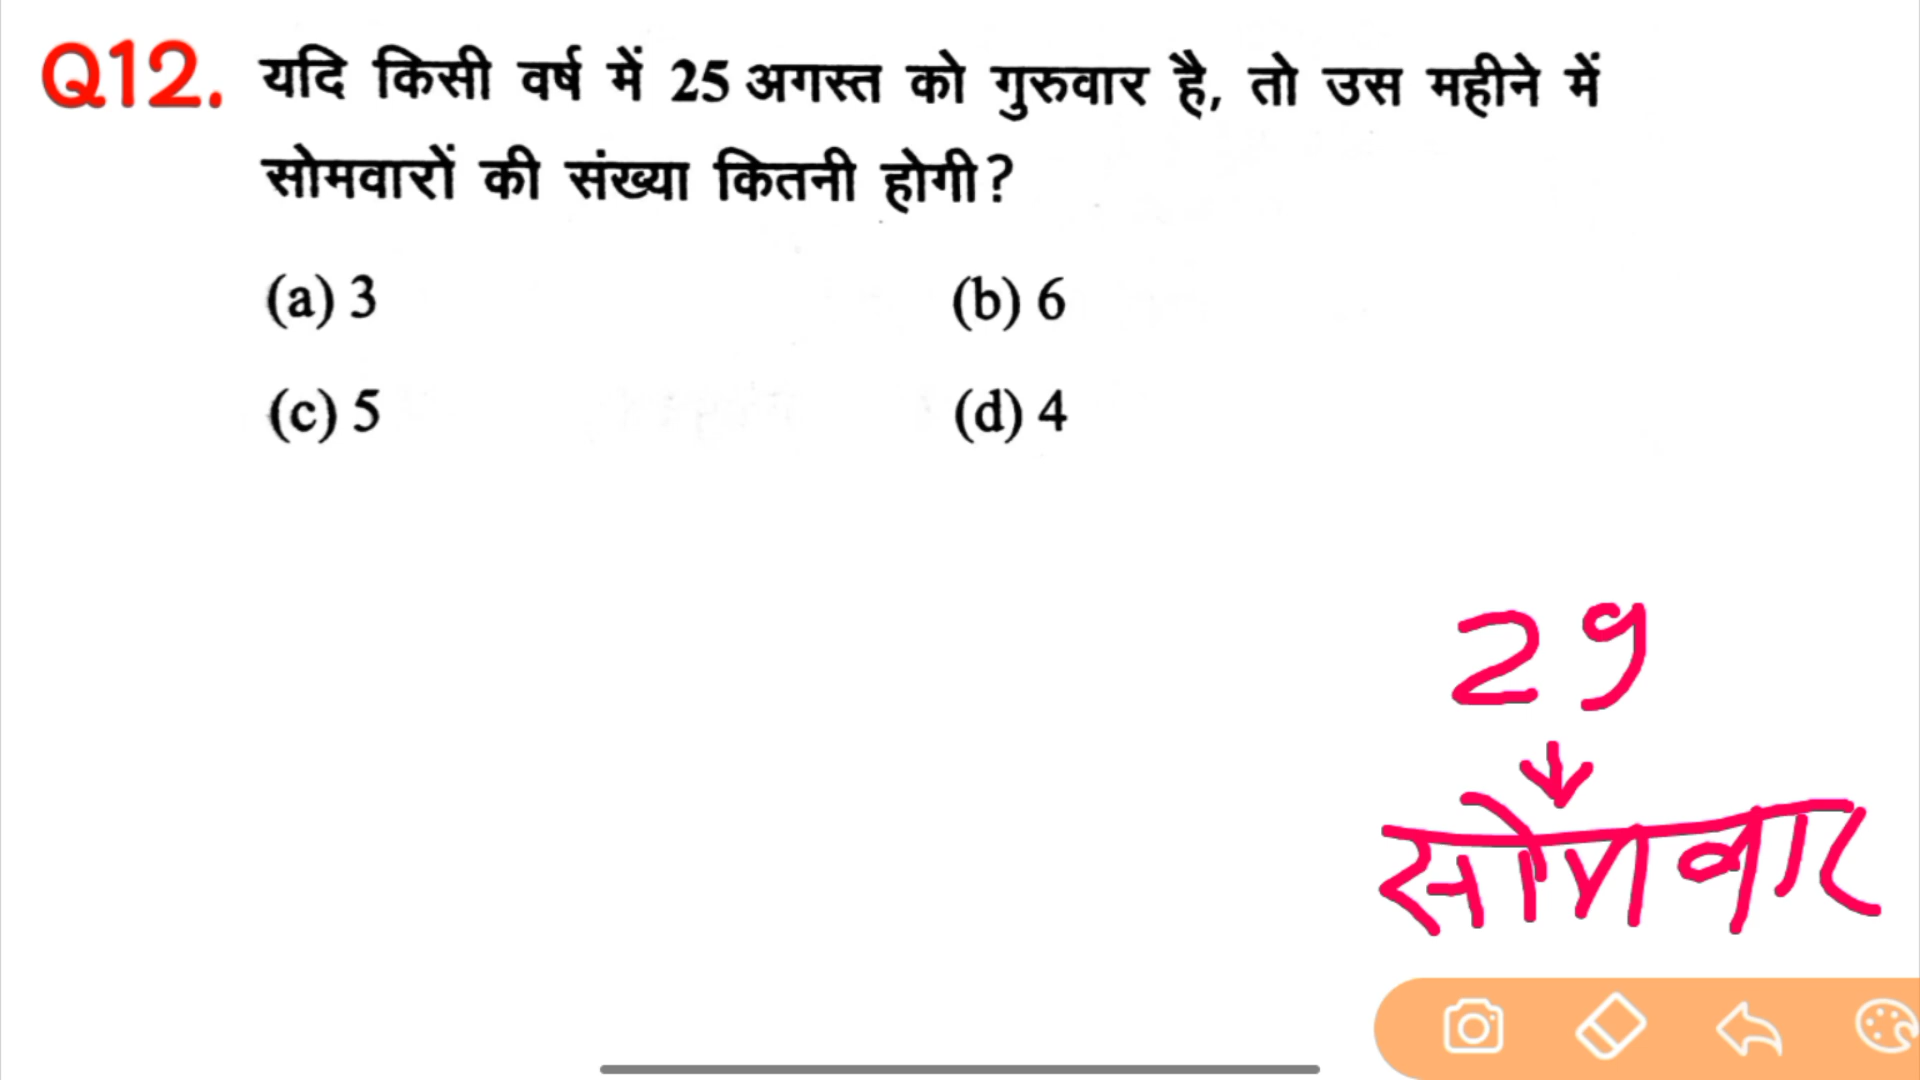 Q12. यदि किसी वर्ष में 25 अगस्त को गुरुवार है, तो उस महीने में
सोमवारों की संख्या कितनी होगी?
(a) 3 (b) 6
(c) 5 (d) 4
29
सोमवार